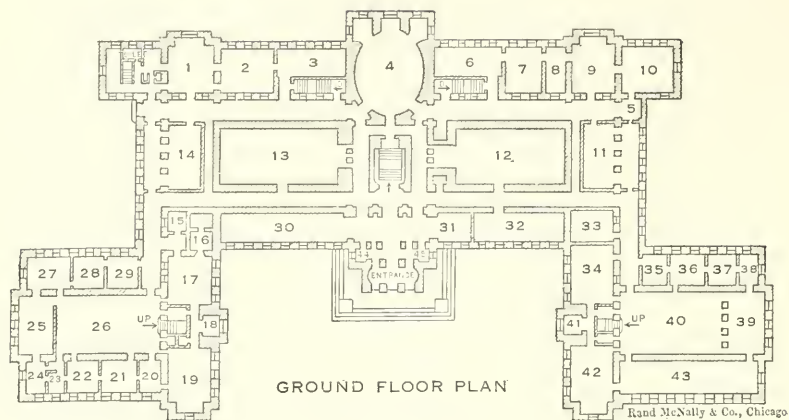 1 2 3 4 6 7 8 9 10
5
14 13 12 11
15 16 30 31 32 33
44 45
ENTRANCE
27 28 29 17 34 35 36 37 38
25 26 UP 18 41 UP 40 39
24 23 22 21 20 19 42 43
GROUND FLOOR PLAN
Rand McNally & Co., Chicago